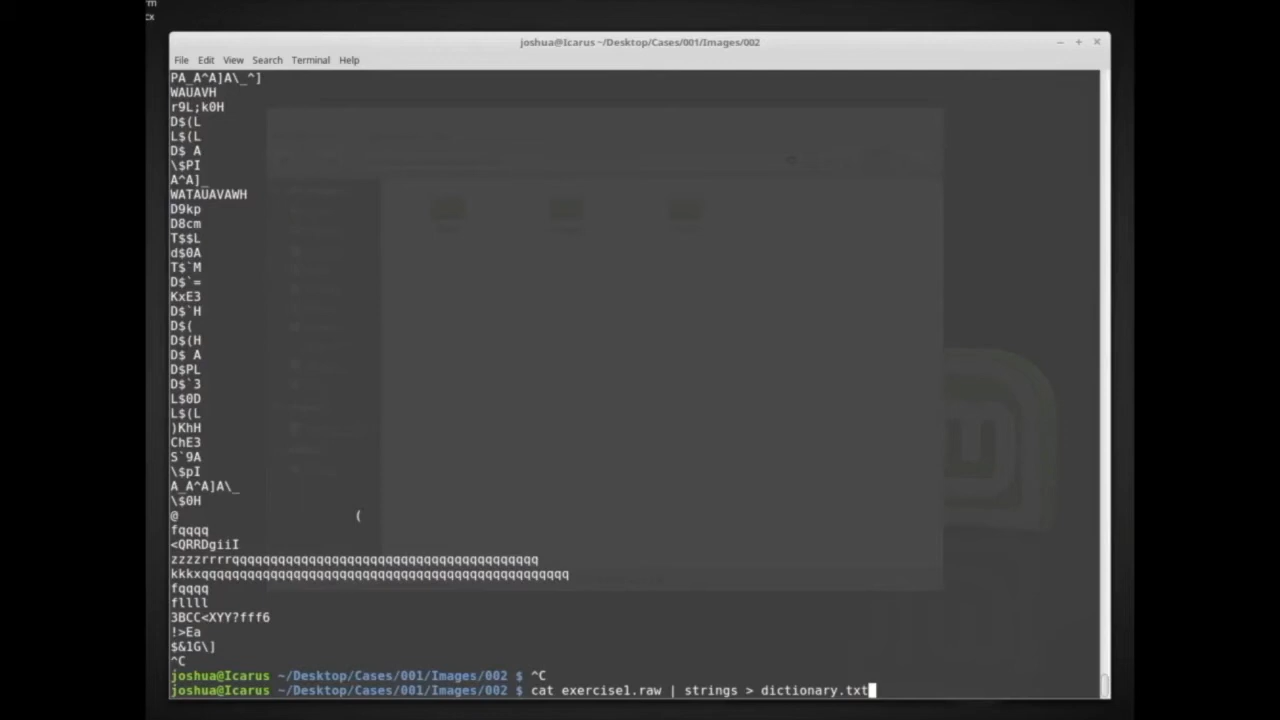 rm
cx
joshua@Icarus ~/Desktop/Cases/001/Images/002
File Edit View Search Terminal Help
PA_A^A]A\_^]
WAUAVH
r9L;k0H
D$(L
L$(L
D$ A
\$PI
A^A]_
WATAUAVAWH
D9kp
D8cm
T$$L
d$0A
T$`M
D$`=
KxE3
D$`H
D$(
D$(H
D$ A
D$PL
D$`3
L$0D
L$(L
)KhH
ChE3
S`9A
\$pI
A_A^A]A\_
\$0H
@ (
fqqqq
<QRRDgiiI
zzzzrrrrqqqqqqqqqqqqqqqqqqqqqqqqqqqqqqqqqqqqqqqq
kkkxqqqqqqqqqqqqqqqqqqqqqqqqqqqqqqqqqqqqqqqqqqqqqqqq
fqqqq
fllll
3BCC<XYY?fff6
!>Ea
$&1G\]
^C
joshua@Icarus ~/Desktop/Cases/001/Images/002 $ ^C
joshua@Icarus ~/Desktop/Cases/001/Images/002 $ cat exercise1.raw | strings > dictionary.txt